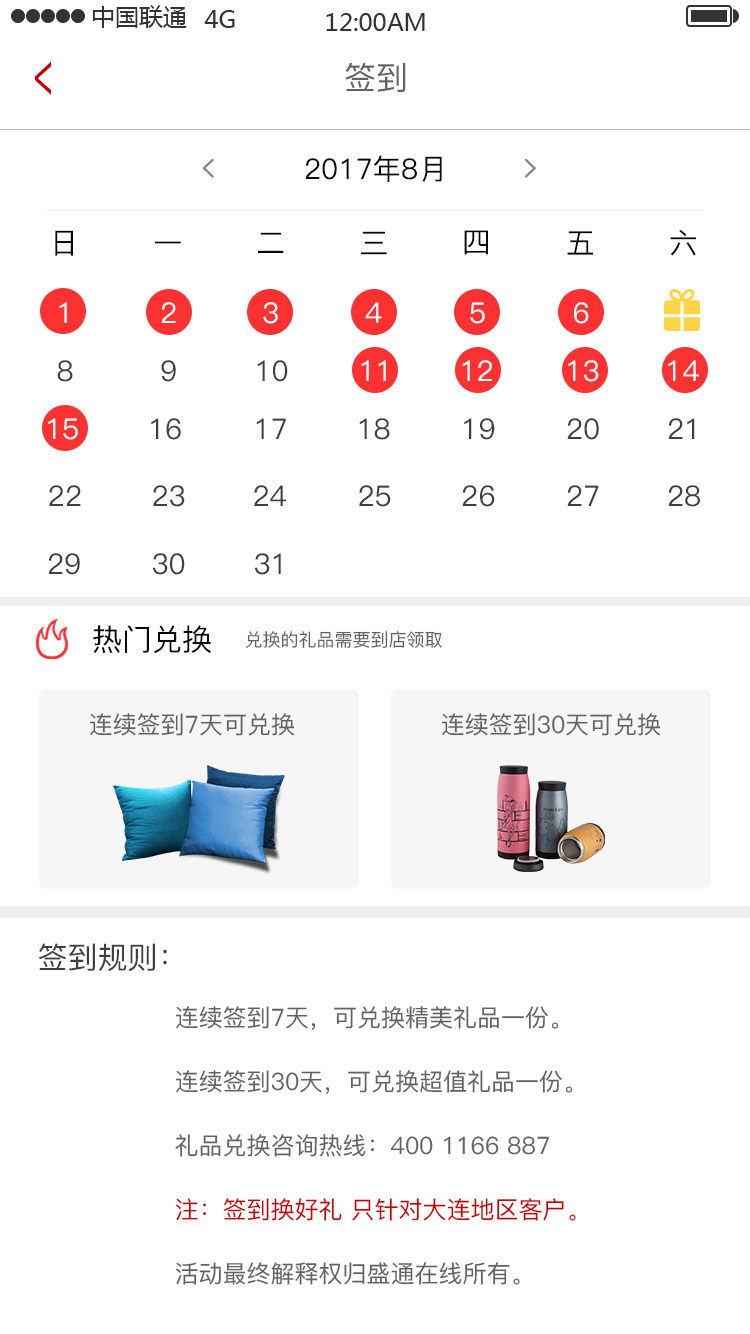 中国联通 4G 12:00AM
签到
2017年8月
日 一 二 三 四 五 六
1 2 3 4 5 6
8 9 10 11 12 13 14
15 16 17 18 19 20 21
22 23 24 25 26 27 28
29 30 31
热门兑换 兑换的礼品需要到店领取
连续签到7天可兑换 连续签到30天可兑换
签到规则：
连续签到7天，可兑换精美礼品一份。
连续签到30天，可兑换超值礼品一份。
礼品兑换咨询热线：400 1166 887
注：签到换好礼 只针对大连地区客户。
活动最终解释权归盛通在线所有。